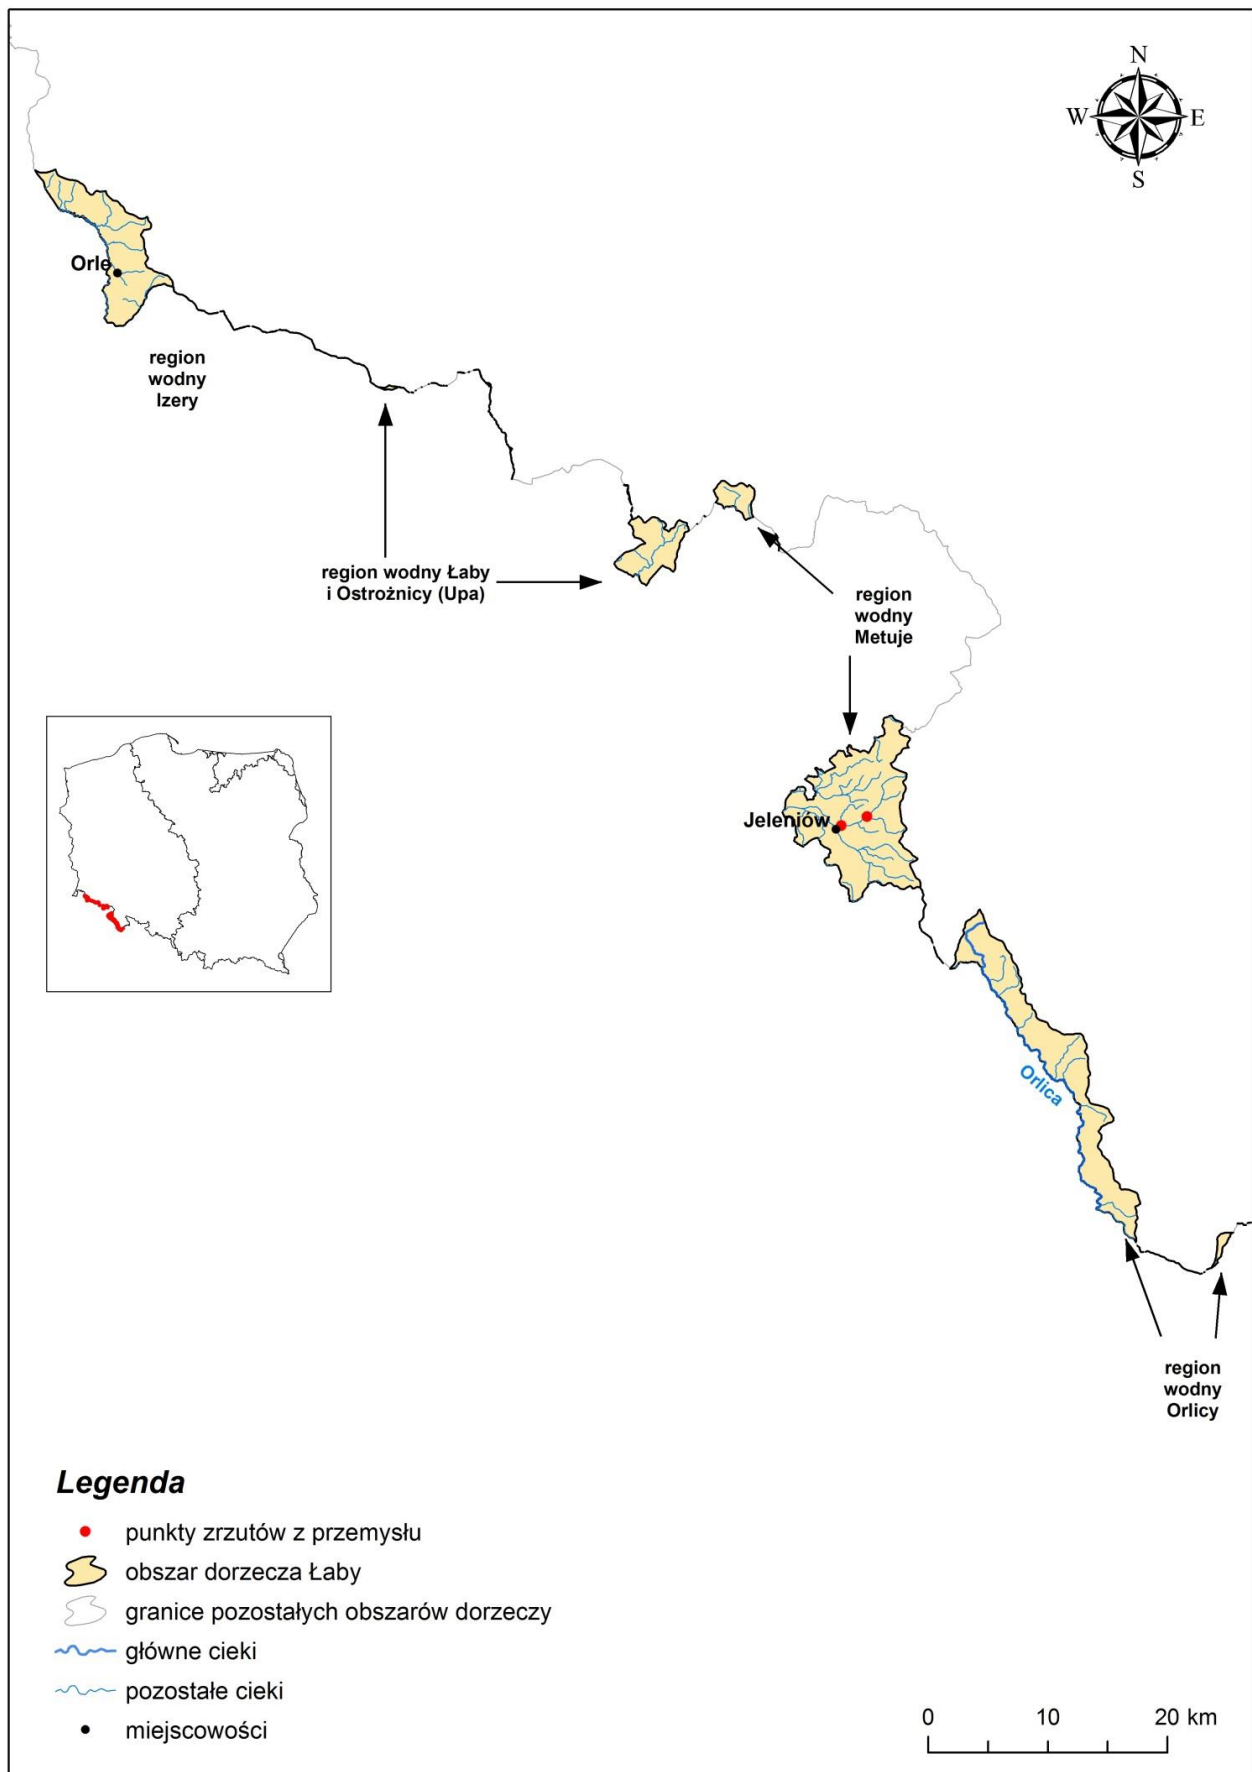 N
W
E
S
Orle
region
wodny
Izery
region wodny Łaby
i Ostrożnicy (Upa)
region
wodny
Metuje
Jeleniów
Orlica
region
wodny
Orlicy
Legenda
punkty zrzutów z przemysłu
obszar dorzecza Łaby
granice pozostałych obszarów dorzeczy
główne cieki
pozostałe cieki
miejscowości
0 10 20 km